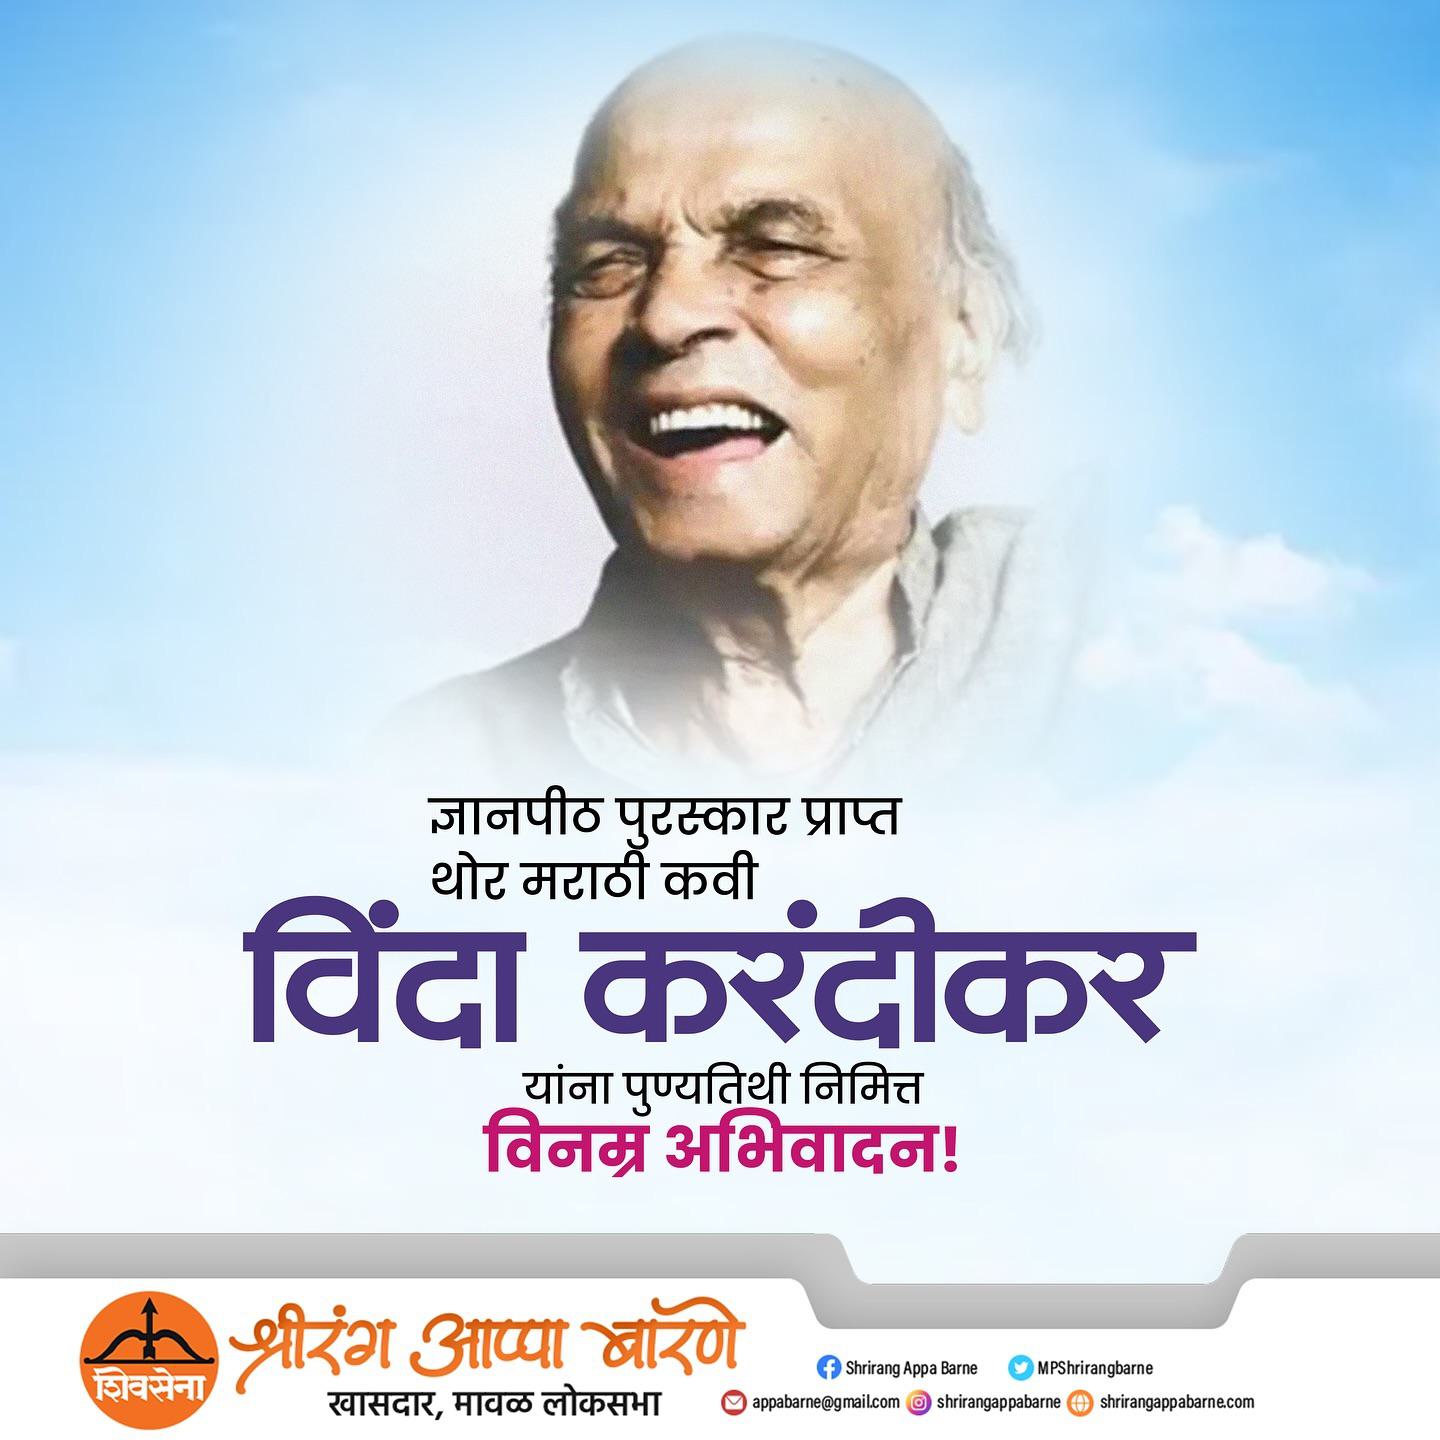 ज्ञानपीठ पुरस्कार प्राप्त
थोर मराठी कवी
विंदा करंदीकर
यांना पुण्यतिथी निमित्त
विनम्र अभिवादन!
शिवसेना
श्रीरंग आप्पा बारणे
खासदार, मावळ लोकसभा
Shrirang Appa Barne MPShrirangbarne
appabarne@gmail.com shrirangappabarne shrirangappabarne.com